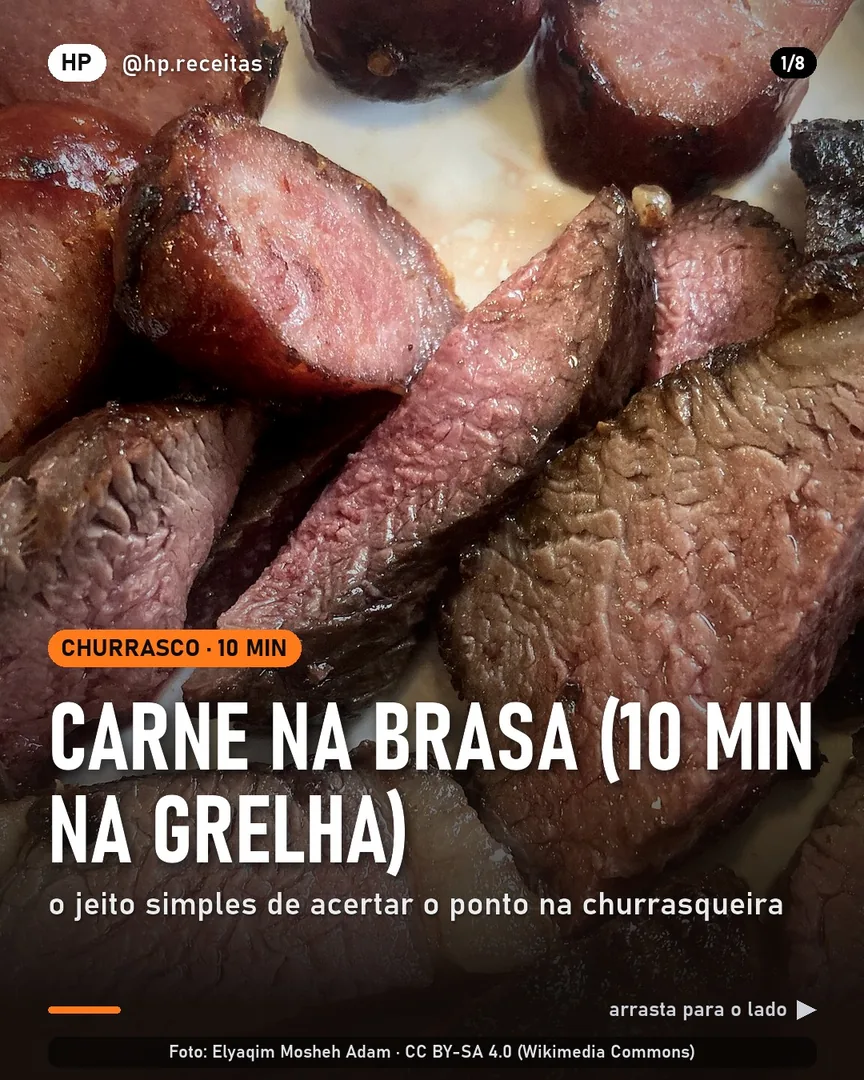 HP @hp.receitas 1/8
CHURRASCO · 10 MIN
CARNE NA BRASA (10 MIN
NA GRELHA)
o jeito simples de acertar o ponto na churrasqueira
arrasta para o lado ▶
Foto: Elyaqim Mosheh Adam · CC BY-SA 4.0 (Wikimedia Commons)